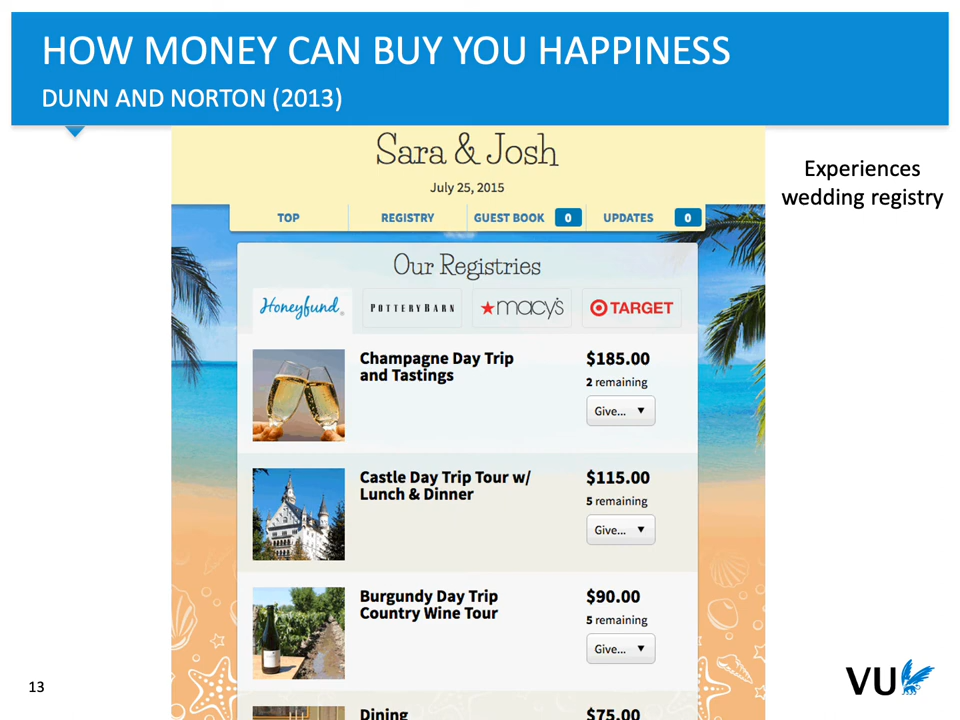 HOW MONEY CAN BUY YOU HAPPINESS
DUNN AND NORTON (2013)
Sara & Josh
July 25, 2015
TOP
REGISTRY
GUEST BOOK 0
UPDATES 0
Experiences
wedding registry
Our Registries
Honeyfund®
POTTERYBARN
macy's
TARGET
Champagne Day Trip
and Tastings
$185.00
2 remaining
Give... ▼
Castle Day Trip Tour w/
Lunch & Dinner
$115.00
5 remaining
Give... ▼
Burgundy Day Trip
Country Wine Tour
$90.00
5 remaining
Give... ▼
Dining
$75.00
13
VU